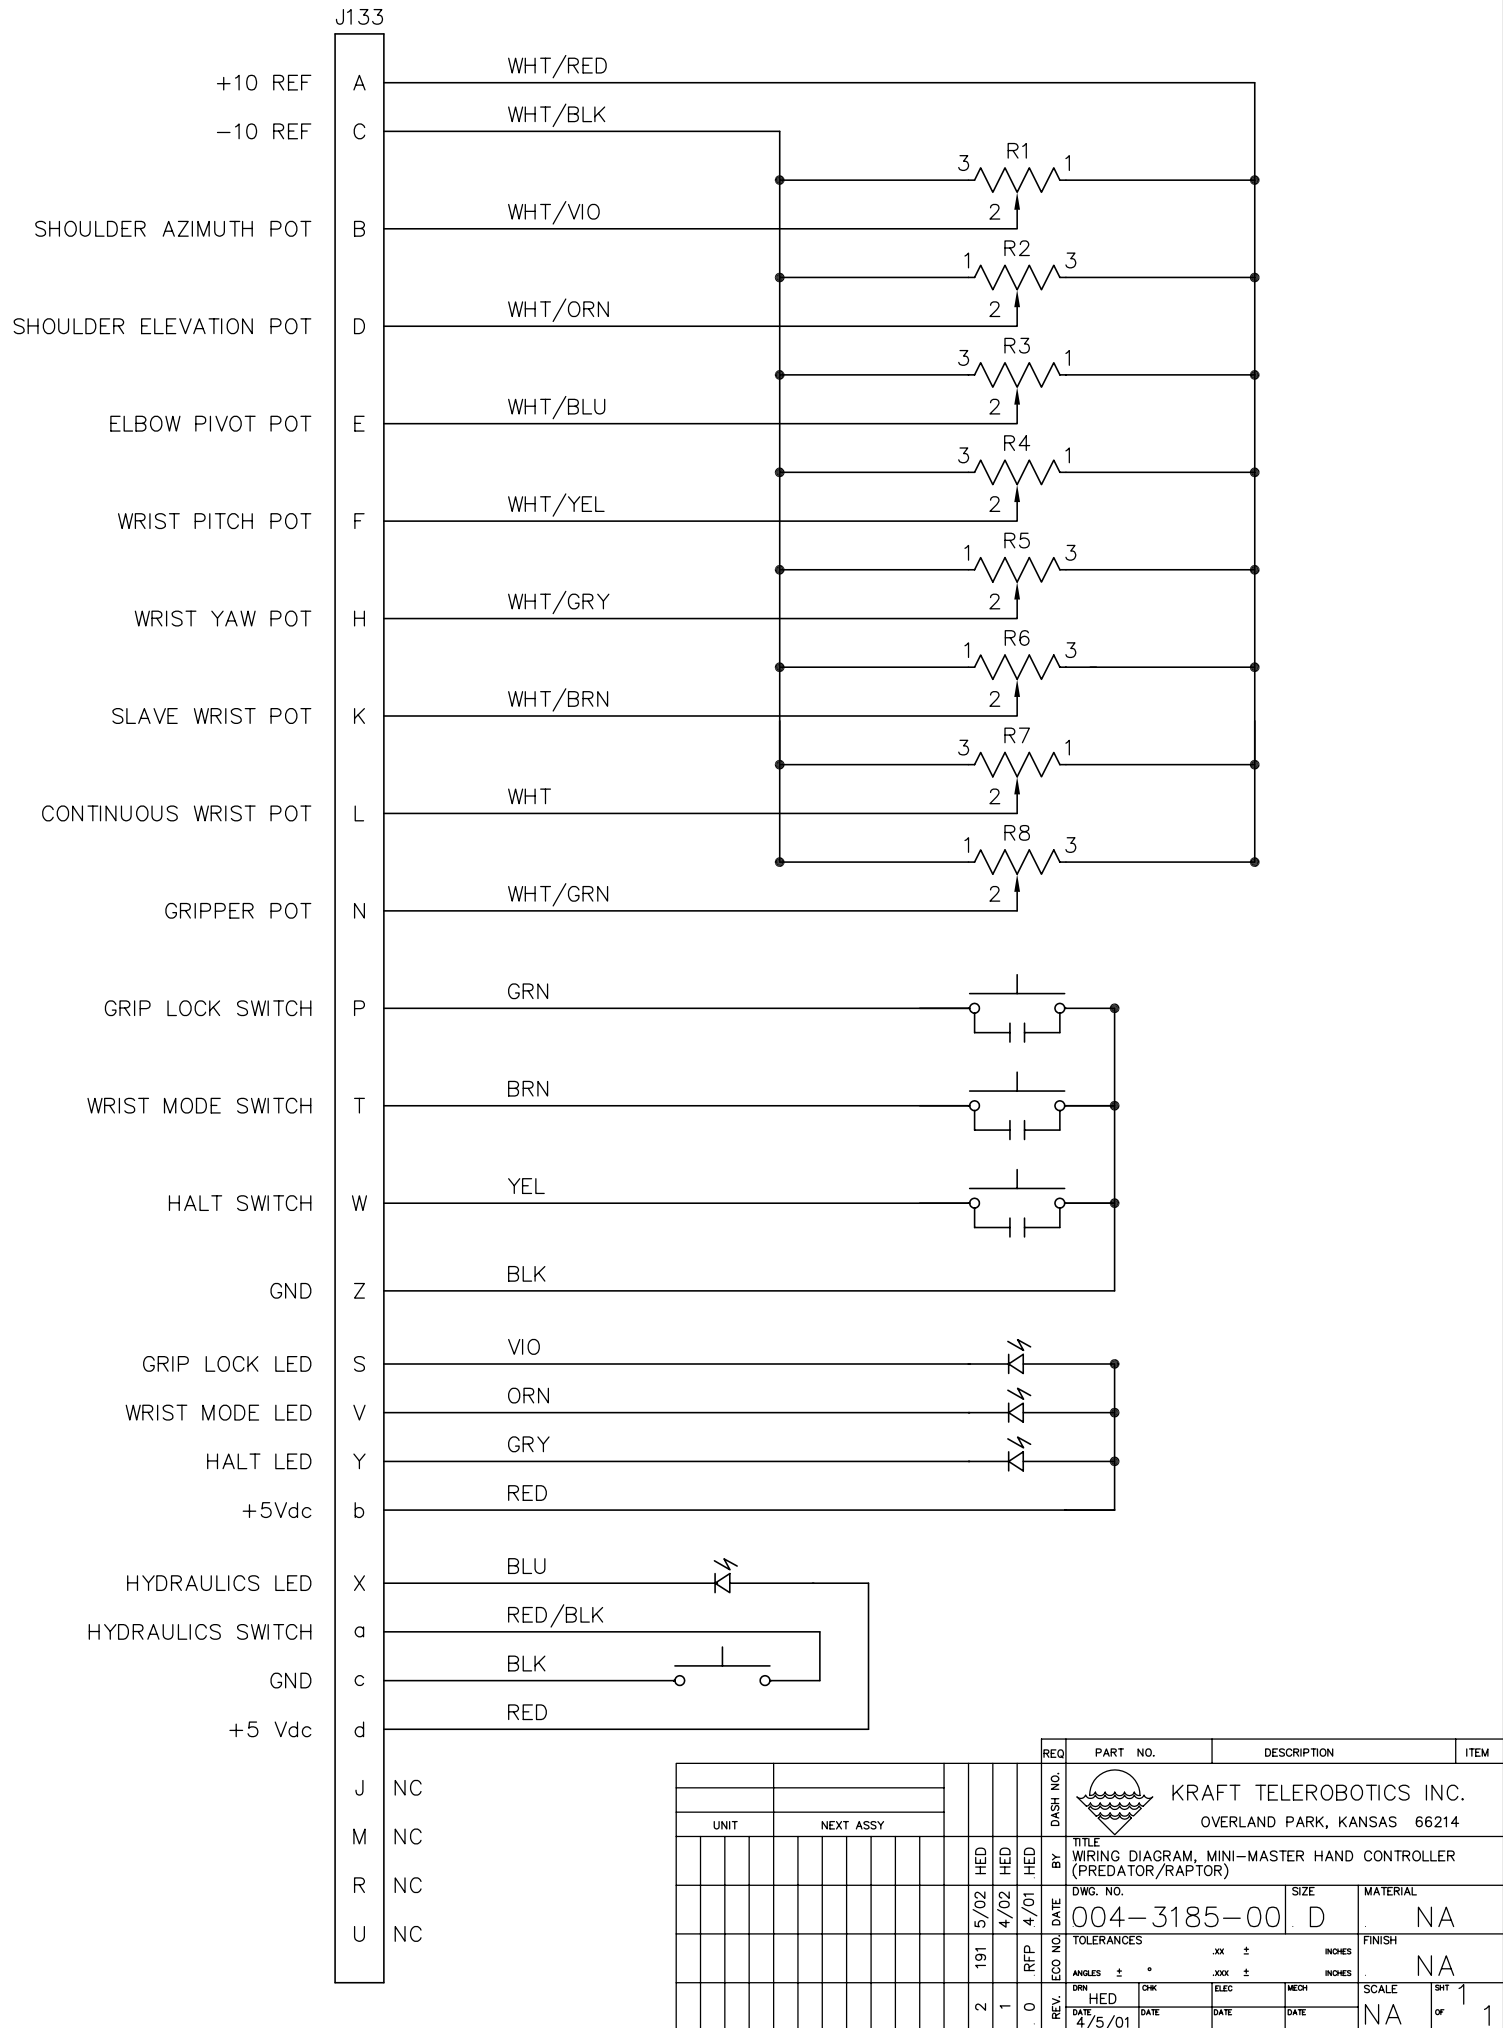 J133
+10 REF A WHT/RED
-10 REF C WHT/BLK
3 R1 1
2
SHOULDER AZIMUTH POT B WHT/VIO
1 R2 3
2
SHOULDER ELEVATION POT D WHT/ORN
3 R3 1
2
ELBOW PIVOT POT E WHT/BLU
3 R4 1
2
WRIST PITCH POT F WHT/YEL
1 R5 3
2
WRIST YAW POT H WHT/GRY
1 R6 3
2
SLAVE WRIST POT K WHT/BRN
3 R7 1
2
CONTINUOUS WRIST POT L WHT
1 R8 3
2
GRIPPER POT N WHT/GRN
GRIP LOCK SWITCH P GRN
WRIST MODE SWITCH T BRN
HALT SWITCH W YEL
GND Z BLK
GRIP LOCK LED S VIO
WRIST MODE LED V ORN
HALT LED Y GRY
+5Vdc b RED
HYDRAULICS LED X BLU
HYDRAULICS SWITCH a RED/BLK
GND c BLK
+5 Vdc d RED
J NC
M NC
R NC
U NC
REQ PART NO. DESCRIPTION ITEM
DASH NO.
KRAFT TELEROBOTICS INC.
OVERLAND PARK, KANSAS 66214
UNIT NEXT ASSY
HED HED HED BY
TITLE
WIRING DIAGRAM, MINI-MASTER HAND CONTROLLER
(PREDATOR/RAPTOR)
5/02 4/02 4/01 DATE
DWG. NO. SIZE MATERIAL
004-3185-00 D NA
191 RFP ECO NO.
TOLERANCES .XX ± INCHES FINISH
ANGLES ± ° .XXX ± INCHES NA
2 1 0 REV.
DRN CHK ELEC MECH SCALE SHT 1
HED
DATE DATE DATE DATE NA OF 1
4/5/01